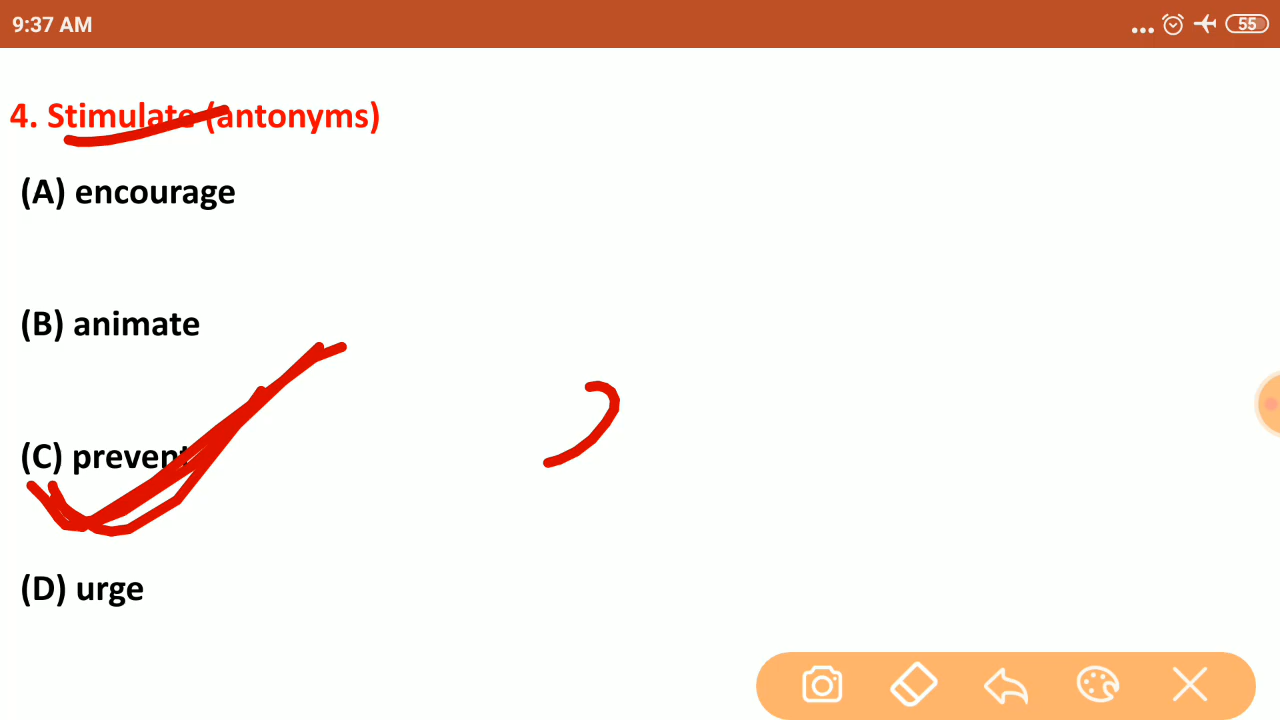 9:37 AM
55
4. Stimulate (antonyms)
(A) encourage
(B) animate
(C) prevent
(D) urge